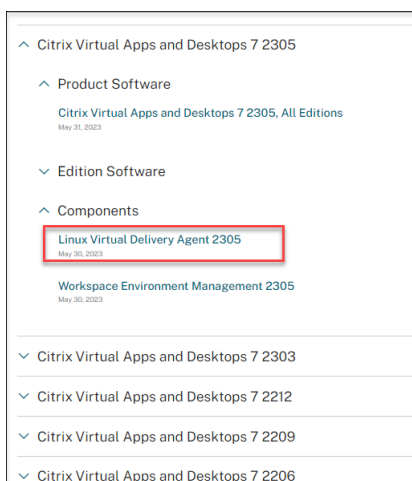 Citrix Virtual Apps and Desktops 7 2305
Product Software
Citrix Virtual Apps and Desktops 7 2305, All Editions
May 31, 2023
Edition Software
Components
Linux Virtual Delivery Agent 2305
May 30, 2023
Workspace Environment Management 2305
May 30, 2023
Citrix Virtual Apps and Desktops 7 2303
Citrix Virtual Apps and Desktops 7 2212
Citrix Virtual Apps and Desktops 7 2209
Citrix Virtual Apps and Desktops 7 2206